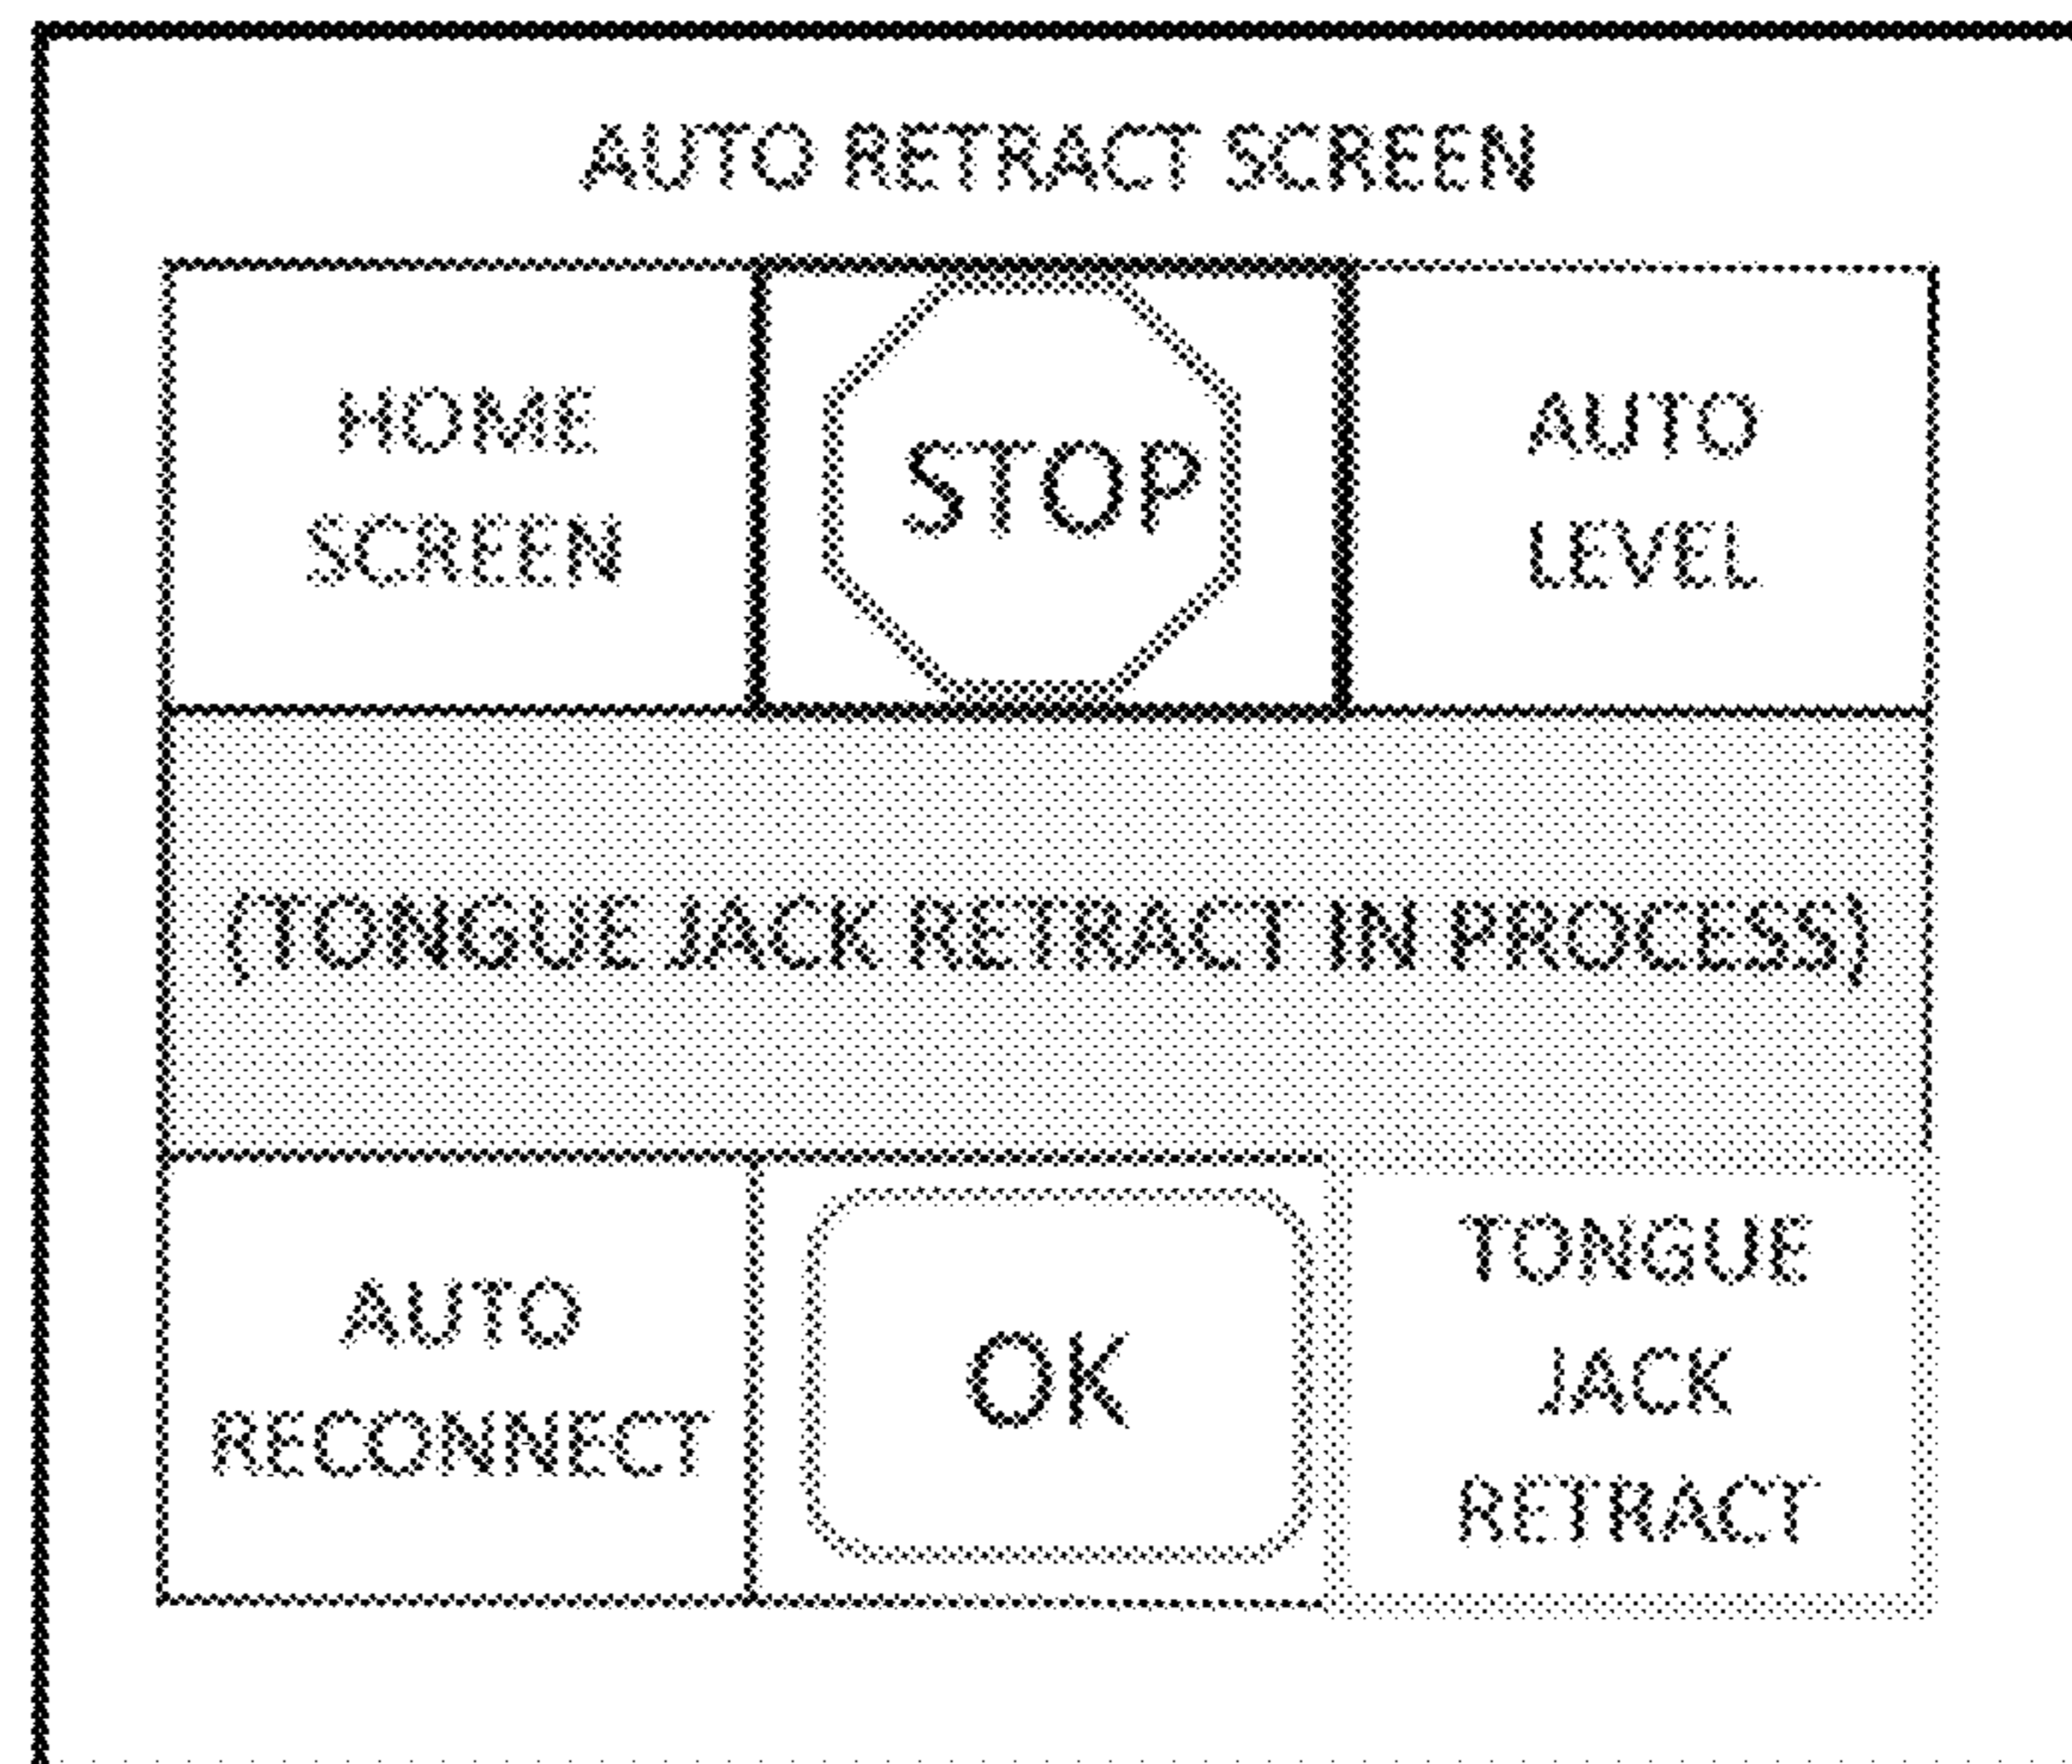 AUTO RETRACT SCREEN
HOME
SCREEN
STOP
AUTO
LEVEL
(TONGUE JACK RETRACT IN PROCESS)
AUTO
RECONNECT
OK
TONGUE
JACK
RETRACT